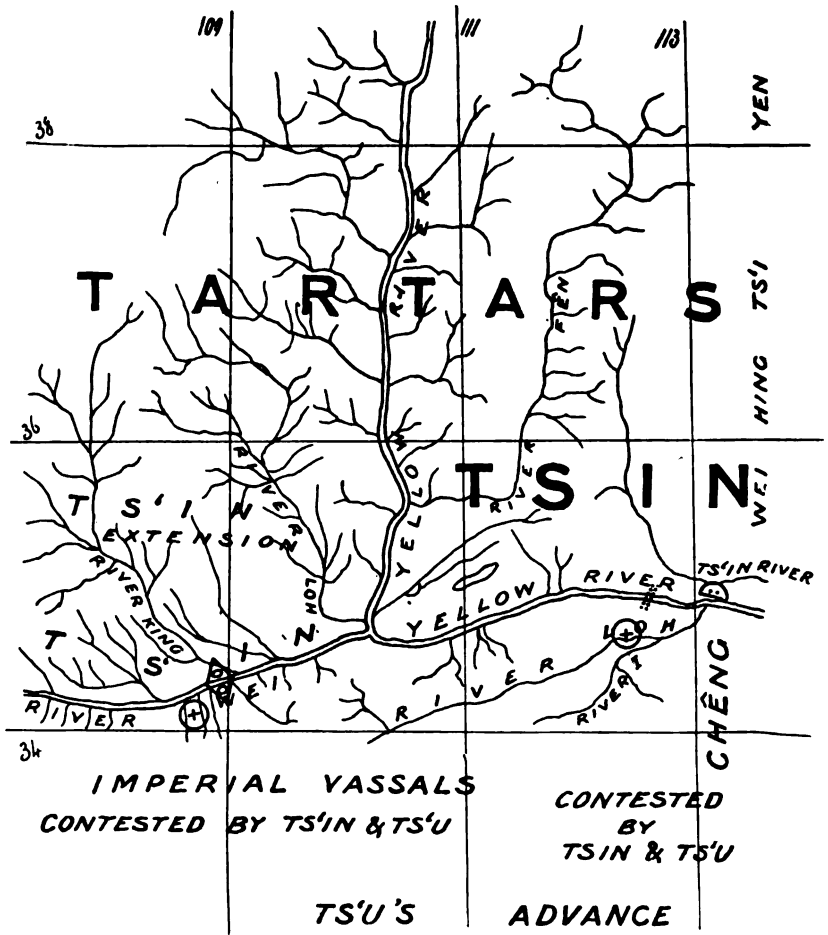 109
111
113
YEN
38
TARTARS
HING TS'I
YELLOW RIVER
FÊN RIVER
36
TSIN
WEI
TS'IN
EXTENSION
RIVER LOH
RIVER KING
TS'IN RIVER
YELLOW RIVER
TS'IN
LOH RIVER
RIVER I
RIVER WEI
CHÊNG
34
IMPERIAL VASSALS
CONTESTED BY TS'IN & TS'U
CONTESTED
BY
TSIN & TS'U
TS'U'S ADVANCE